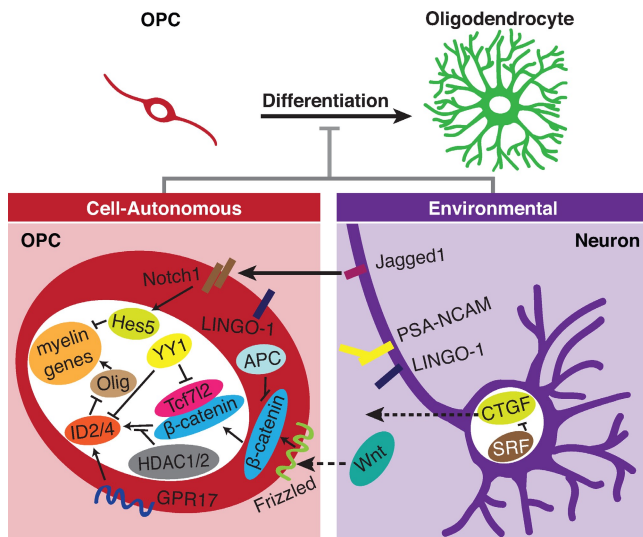 OPC
Oligodendrocyte
Differentiation
Cell-Autonomous
Environmental
OPC
Neuron
Notch1
Jagged1
Hes5
LINGO-1
PSA-NCAM
myelin
genes
YY1
APC
LINGO-1
Olig
Tcf7l2
β-catenin
β-catenin
ID2/4
CTGF
HDAC1/2
SRF
Wnt
GPR17
Frizzled